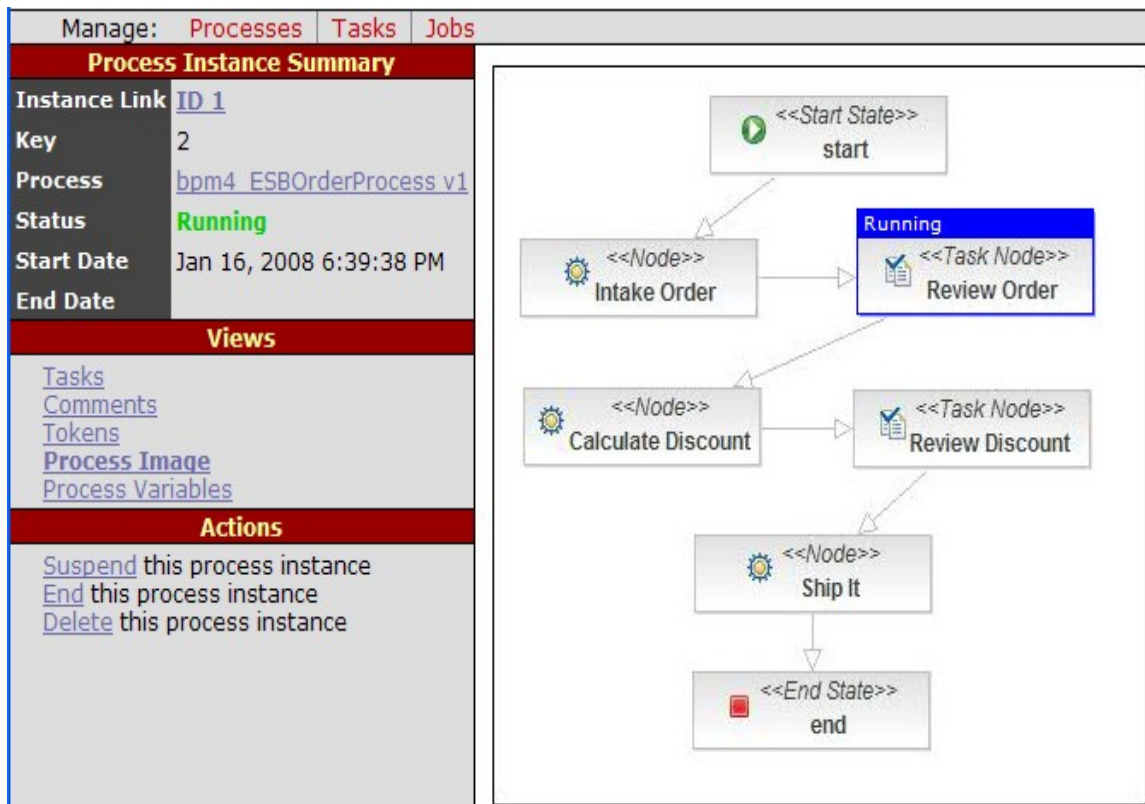 Manage: Processes Tasks Jobs
Process Instance Summary
Instance Link ID 1
Key 2
Process bpm4_ESBOrderProcess v1
Status Running
Start Date Jan 16, 2008 6:39:38 PM
End Date
Views
Tasks
Comments
Tokens
Process Image
Process Variables
Actions
Suspend this process instance
End this process instance
Delete this process instance
<<Start State>>
start
<<Node>>
Intake Order
Running
<<Task Node>>
Review Order
<<Node>>
Calculate Discount
<<Task Node>>
Review Discount
<<Node>>
Ship It
<<End State>>
end